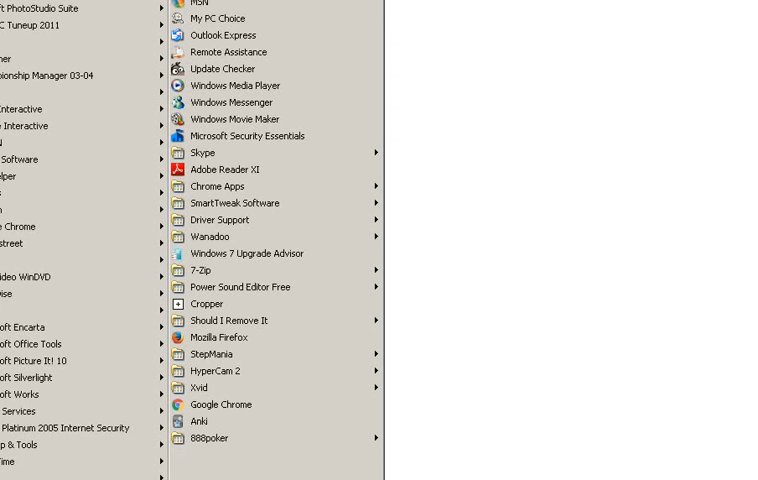 ft PhotoStudio Suite
C Tuneup 2011
ner
pionship Manager 03-04
Interactive
e Interactive
N
Software
elper
s
n
e Chrome
street
ideo WinDVD
Dise
oft Encarta
oft Office Tools
oft Picture It! 10
oft Silverlight
oft Works
Services
Platinum 2005 Internet Security
p & Tools
Time
MSN
My PC Choice
Outlook Express
Remote Assistance
Update Checker
Windows Media Player
Windows Messenger
Windows Movie Maker
Microsoft Security Essentials
Skype
Adobe Reader XI
Chrome Apps
SmartTweak Software
Driver Support
Wanadoo
Windows 7 Upgrade Advisor
7-Zip
Power Sound Editor Free
Cropper
Should I Remove It
Mozilla Firefox
StepMania
HyperCam 2
Xvid
Google Chrome
Anki
888poker